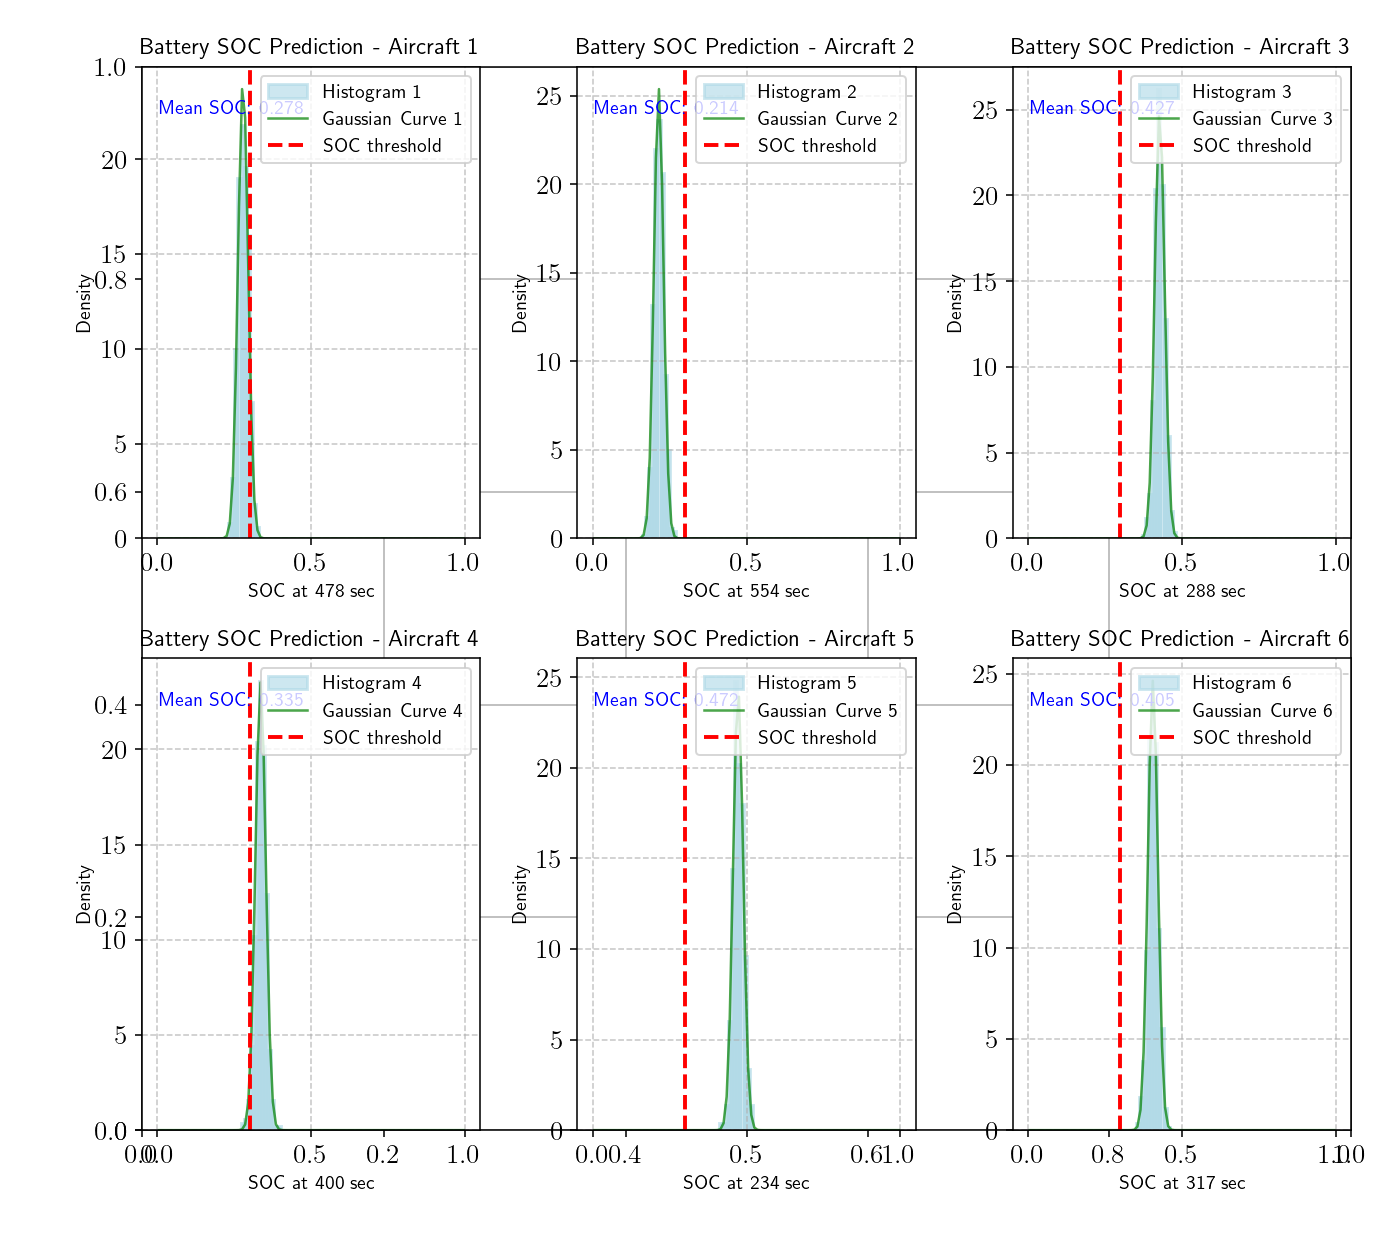 Battery SOC Prediction - Aircraft 1
Battery SOC Prediction - Aircraft 2
Battery SOC Prediction - Aircraft 3
Mean SOC: 0.278
Histogram 1
Gaussian Curve 1
SOC threshold
Mean SOC: 0.214
Histogram 2
Gaussian Curve 2
SOC threshold
Mean SOC: 0.427
Histogram 3
Gaussian Curve 3
SOC threshold
1.0
20
15
0.8
10
5
0.6
0
Density
25
20
15
10
5
0
Density
25
20
15
10
5
0
Density
0.0 0.5 1.0
0.0 0.5 1.0
0.0 0.5 1.0
SOC at 478 sec
SOC at 554 sec
SOC at 288 sec
Battery SOC Prediction - Aircraft 4
Battery SOC Prediction - Aircraft 5
Battery SOC Prediction - Aircraft 6
Mean SOC: 0.335
Histogram 4
Gaussian Curve 4
SOC threshold
Mean SOC: 0.472
Histogram 5
Gaussian Curve 5
SOC threshold
Mean SOC: 0.405
Histogram 6
Gaussian Curve 6
SOC threshold
0.4
20
15
0.2
10
5
0.0
Density
25
20
15
10
5
0
Density
25
20
15
10
5
0
Density
0.0 0.0 0.5 0.2 1.0
0.0 0.4 0.5 0.6 1.0
0.0 0.8 0.5 1.0 1.0
SOC at 400 sec
SOC at 234 sec
SOC at 317 sec